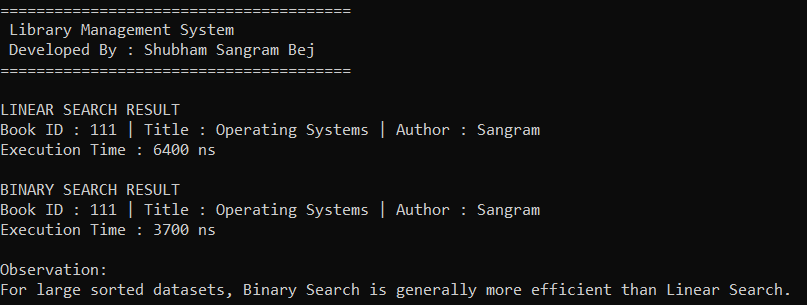 =======================================
Library Management System
Developed By : Shubham Sangram Bej
=======================================
LINEAR SEARCH RESULT
Book ID : 111 | Title : Operating Systems | Author : Sangram
Execution Time : 6400 ns
BINARY SEARCH RESULT
Book ID : 111 | Title : Operating Systems | Author : Sangram
Execution Time : 3700 ns
Observation:
For large sorted datasets, Binary Search is generally more efficient than Linear Search.